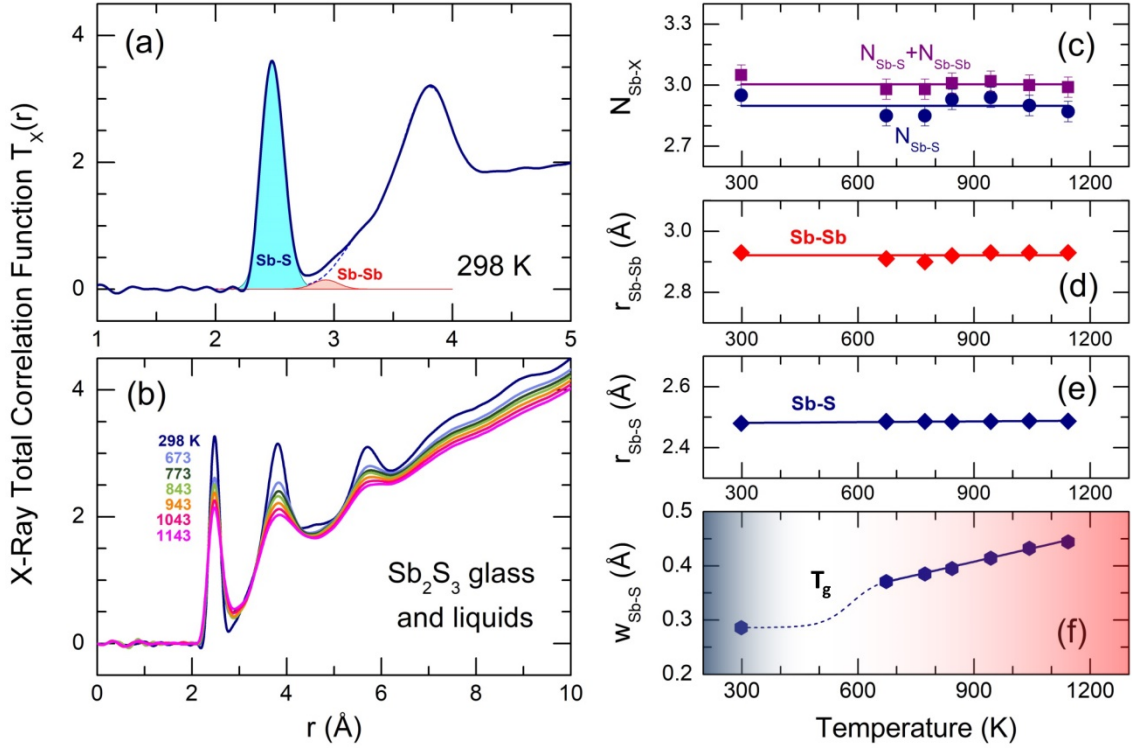 X-Ray Total Correlation Function T_X(r)
(a)
4
2
0
Sb-S
Sb-Sb
298 K
1 2 3 4 5
(b)
4
2
0
298 K
673
773
843
943
1043
1143
Sb₂S₃ glass
and liquids
0 2 4 6 8 10
r (Å)
(c)
N_Sb-X
3.3
3.0
2.7
N_Sb-S+N_Sb-Sb
N_Sb-S
300 600 900 1200
(d)
r_Sb-Sb (Å)
3.0
2.9
2.8
Sb-Sb
300 600 900 1200
(e)
r_Sb-S (Å)
2.6
2.5
2.4
Sb-S
300 600 900 1200
(f)
w_Sb-S (Å)
0.5
0.4
0.3
0.2
T_g
300 600 900 1200
Temperature (K)